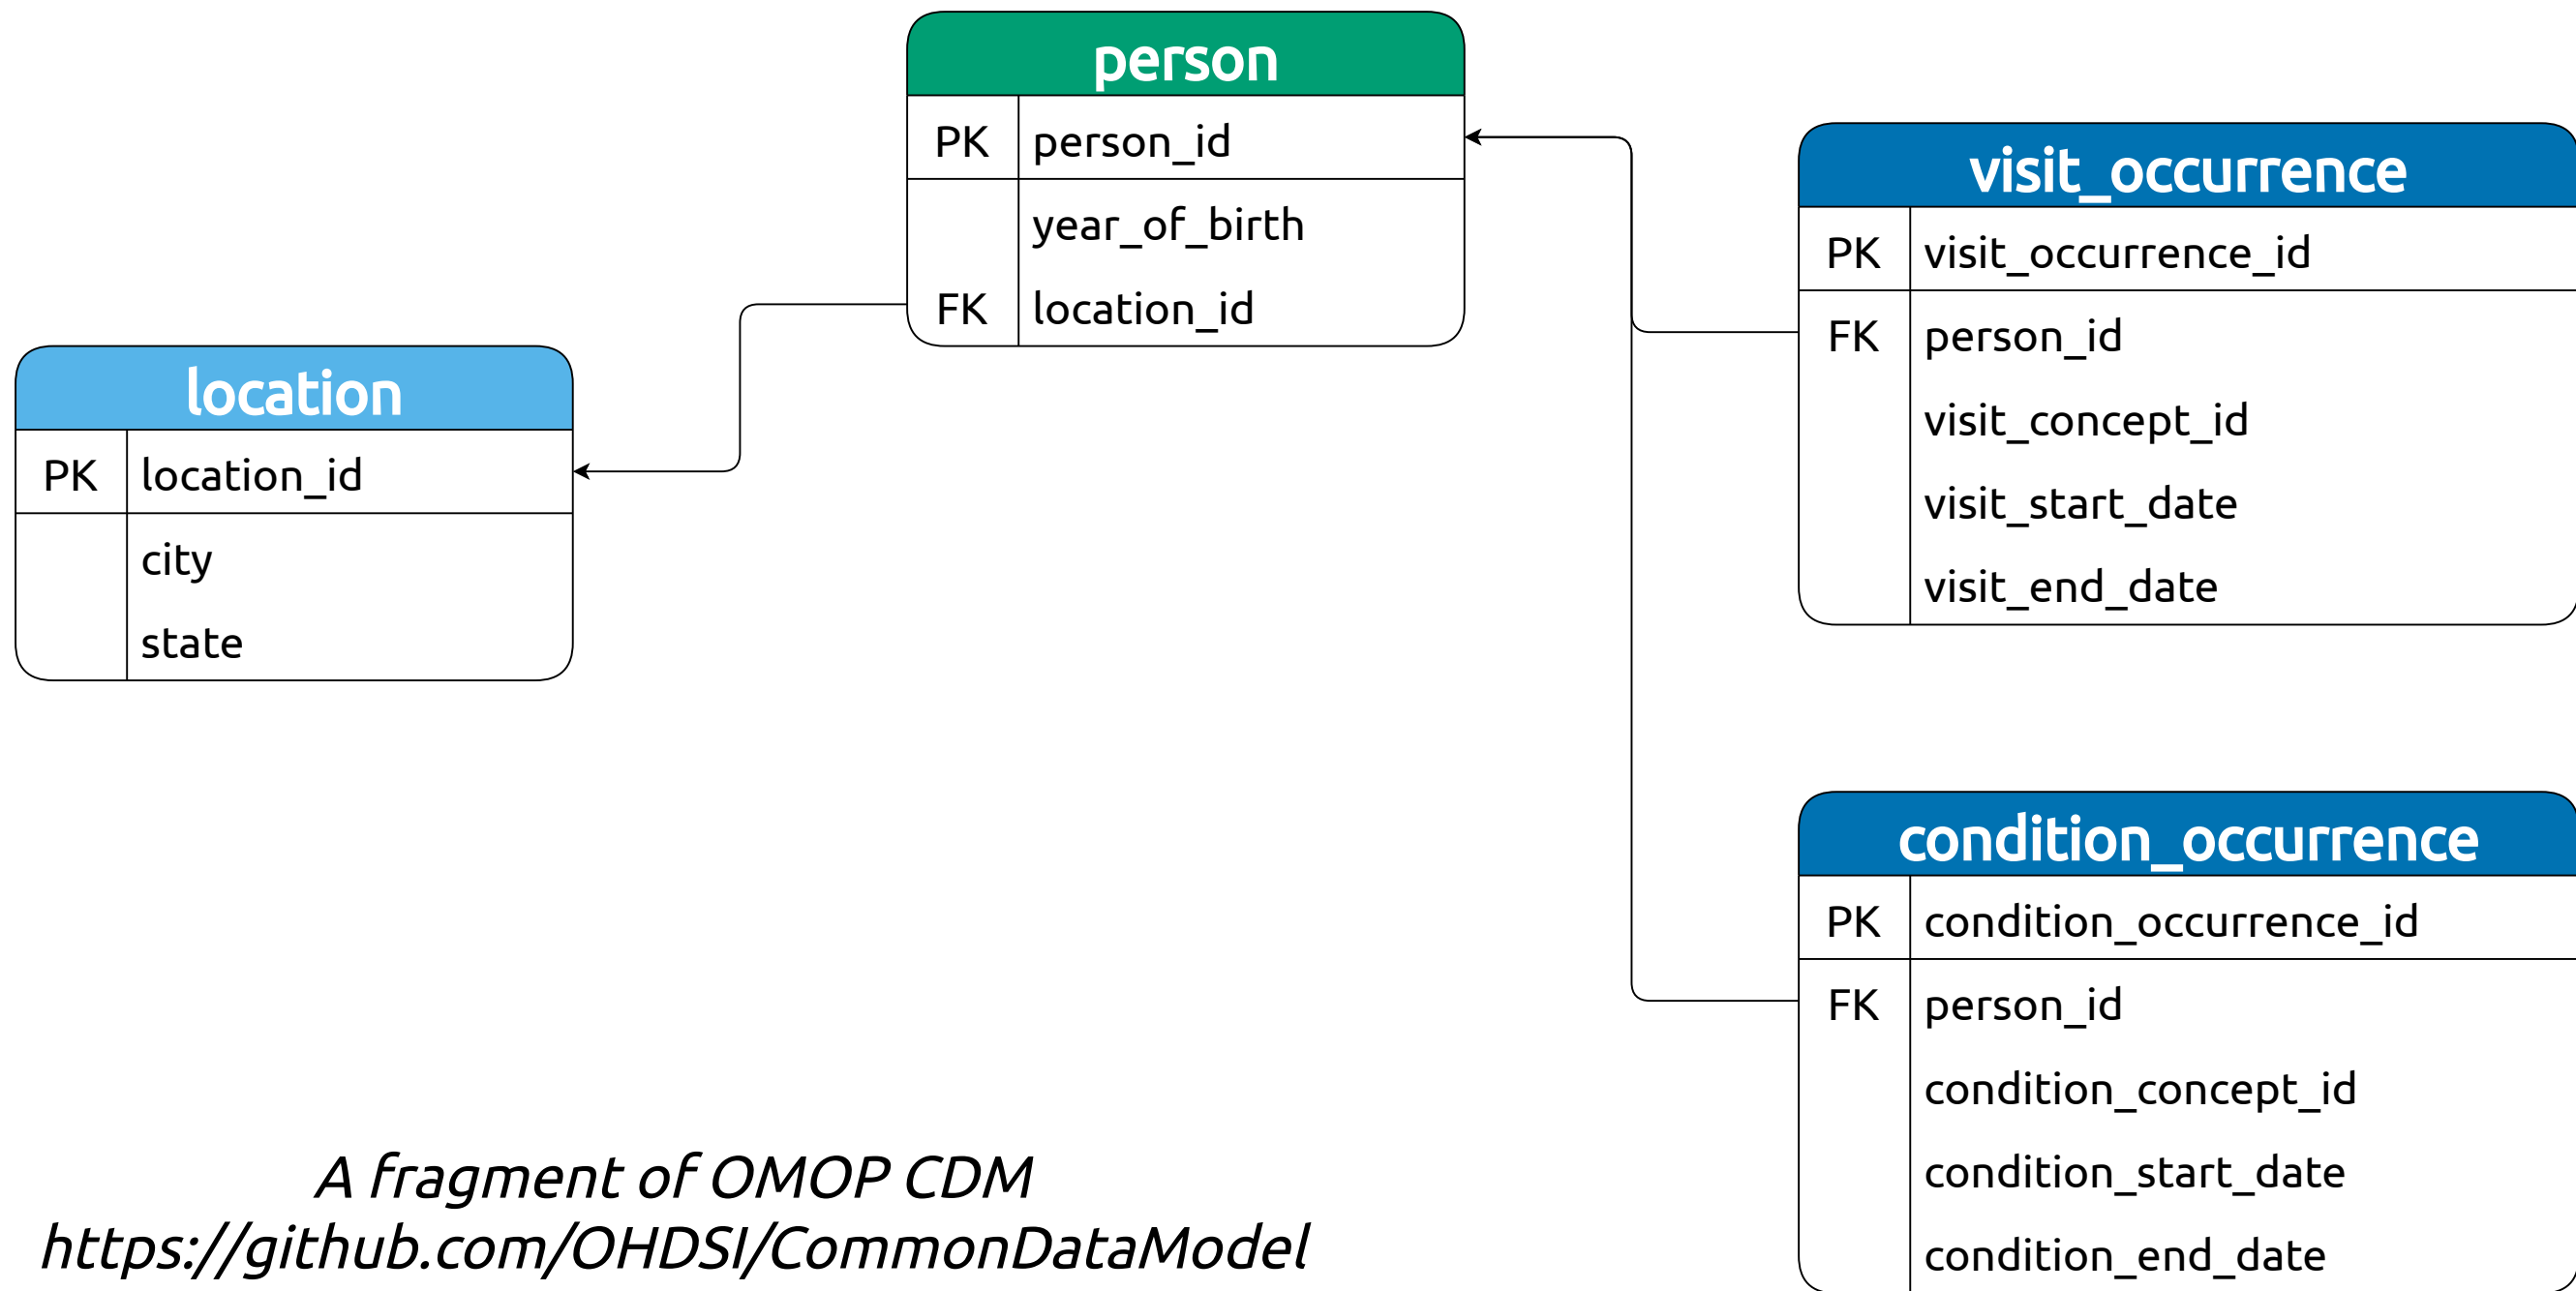 person
PK person_id
year_of_birth
FK location_id
location
PK location_id
city
state
visit_occurrence
PK visit_occurrence_id
FK person_id
visit_concept_id
visit_start_date
visit_end_date
condition_occurrence
PK condition_occurrence_id
FK person_id
condition_concept_id
condition_start_date
condition_end_date
A fragment of OMOP CDM
https://github.com/OHDSI/CommonDataModel